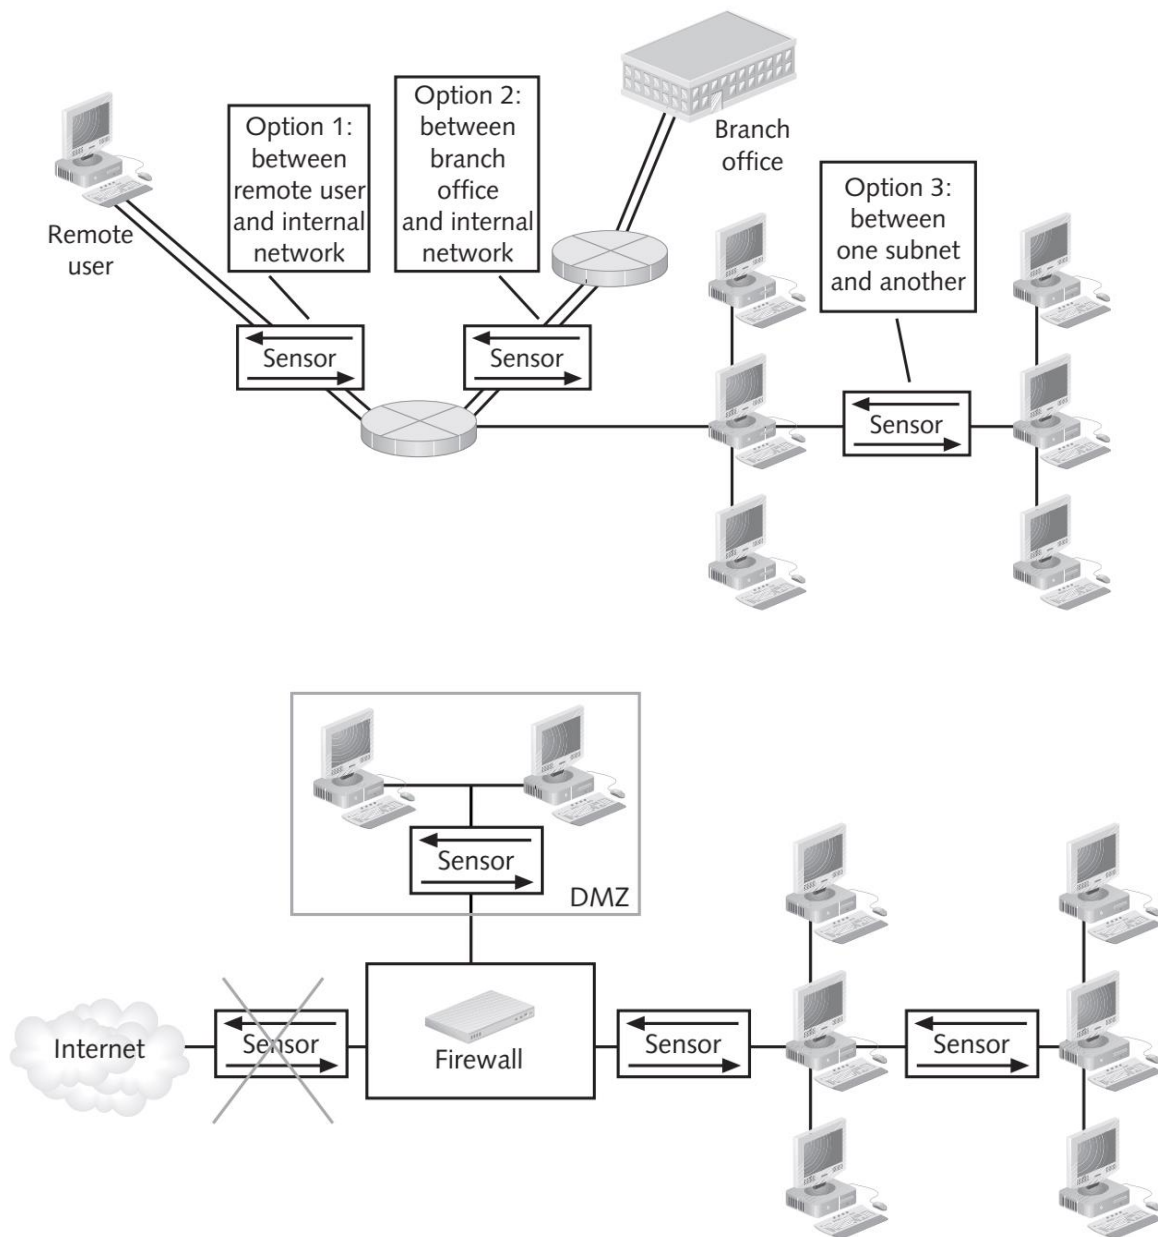 Option 1:
between
remote user
and internal
network
Option 2:
between
branch
office
and internal
network
Branch
office
Option 3:
between
one subnet
and another
Remote
user
Sensor
Sensor
Sensor
Sensor
DMZ
Internet
Sensor
Firewall
Sensor
Sensor